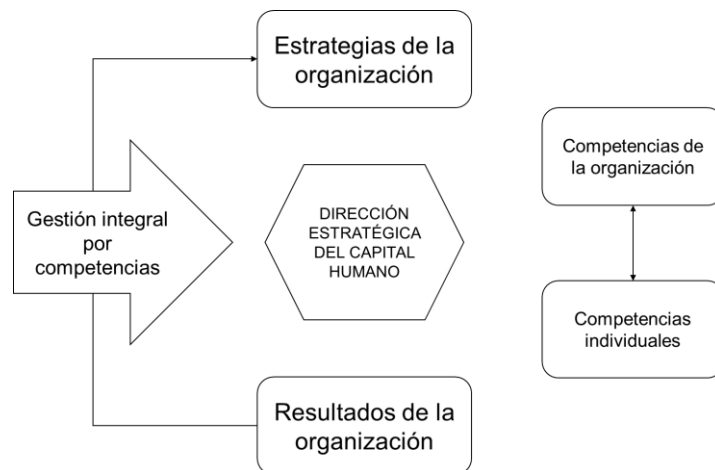 Estrategias de la
organización
Competencias de
la organización
Gestión integral
por
competencias
DIRECCIÓN
ESTRATÉGICA
DEL CAPITAL
HUMANO
Competencias
individuales
Resultados de la
organización